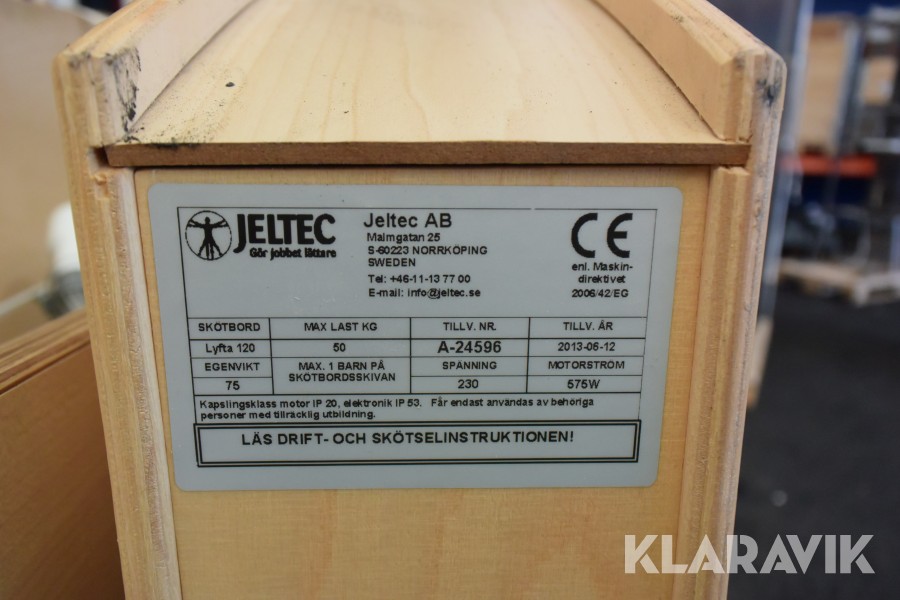 JELTEC
Gör jobbet lättare
Jeltec AB
Malmgatan 25
S-60223 NORRKÖPING
SWEDEN
Tel: +46-11-13 77 00
E-mail: info@jeltec.se
CE
enl. Maskin-
direktivet
2006/42/EG
SKÖTBORD MAX LAST KG TILLV. NR. TILLV. ÅR
Lyfta 120 50 A-24596 2013-06-12
EGENVIKT MAX. 1 BARN PÅ SPÄNNING MOTORSTRÖM
SKÖTBORDSSKIVAN
75 230 575W
Kapslingsklass motor IP 20, elektronik IP 53. Får endast användas av behöriga
personer med tillräcklig utbildning.
LÄS DRIFT- OCH SKÖTSELINSTRUKTIONEN!
KLARAVIK